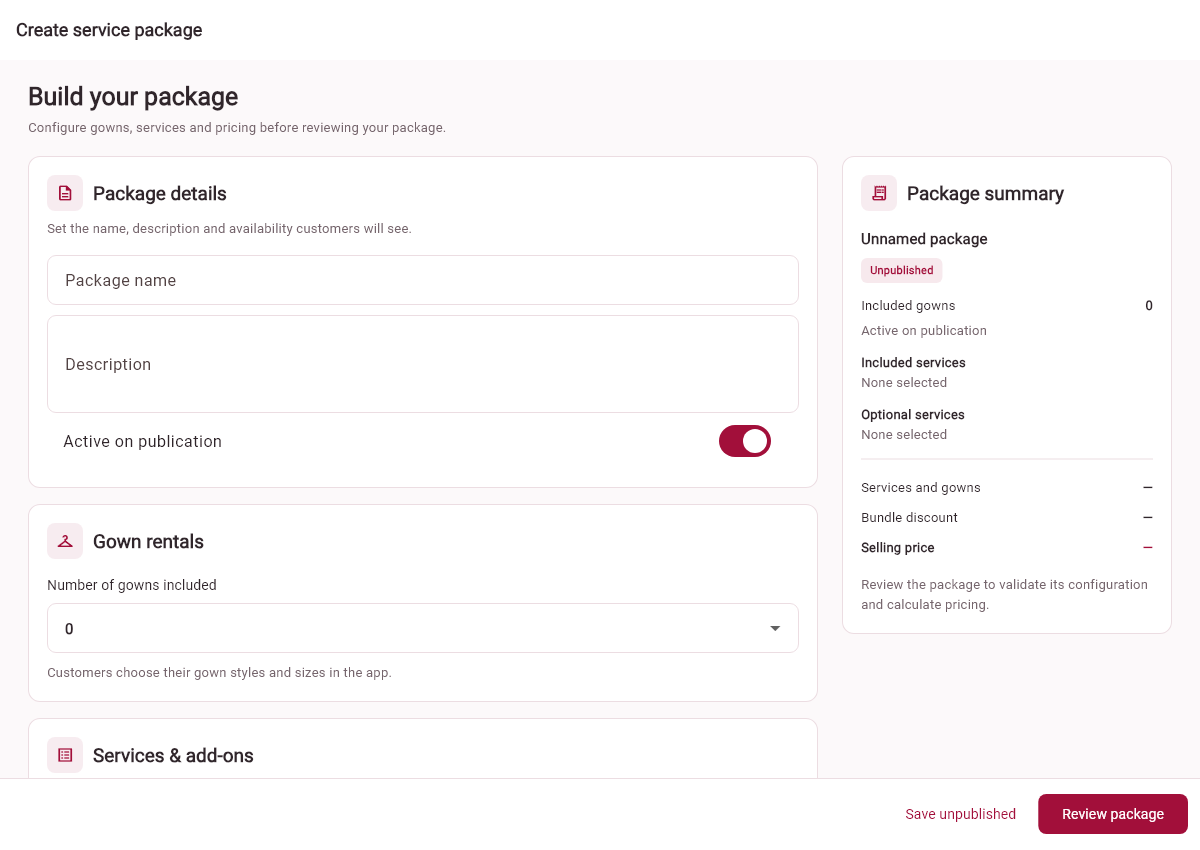 Create service package
Build your package
Configure gowns, services and pricing before reviewing your package.
Package details
Set the name, description and availability customers will see.
Package name
Description
Active on publication
Gown rentals
Number of gowns included
0
Customers choose their gown styles and sizes in the app.
Services & add-ons
Package summary
Unnamed package
Unpublished
Included gowns 0
Active on publication
Included services
None selected
Optional services
None selected
Services and gowns –
Bundle discount –
Selling price –
Review the package to validate its configuration
and calculate pricing.
Save unpublished
Review package